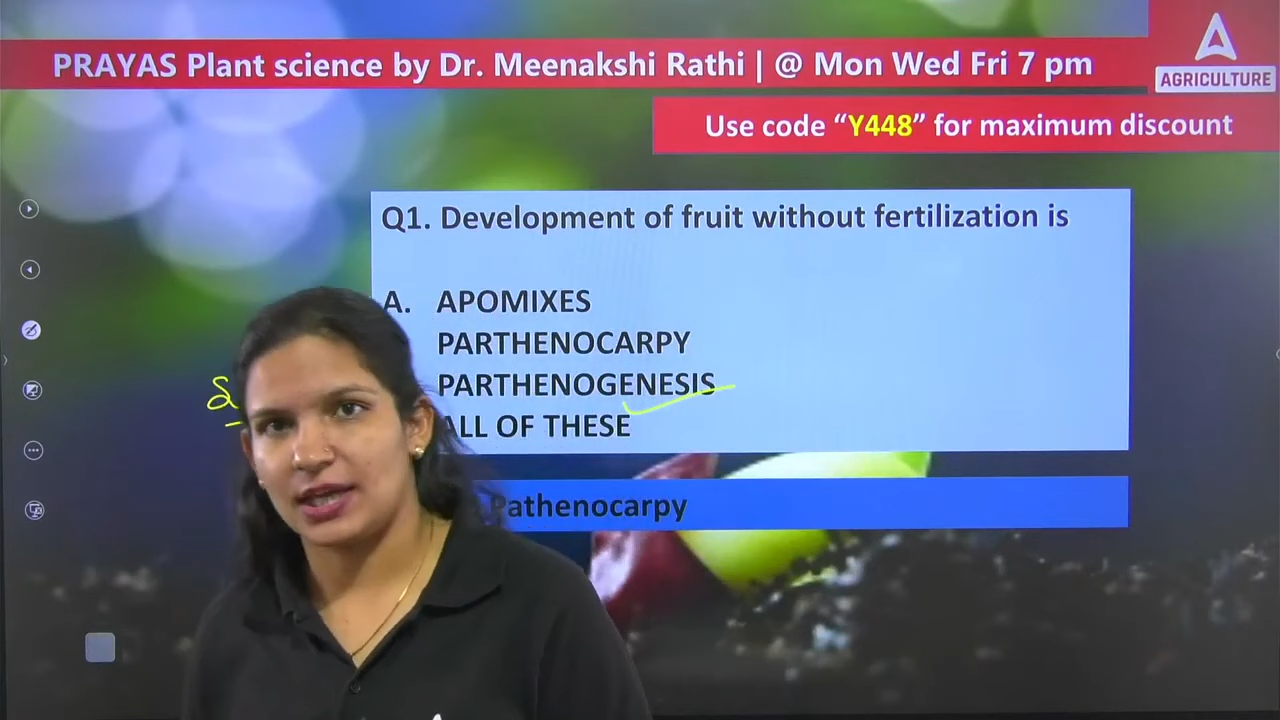 PRAYAS Plant science by Dr. Meenakshi Rathi | @ Mon Wed Fri 7 pm
AGRICULTURE
Use code “Y448” for maximum discount
Q1. Development of fruit without fertilization is
A. APOMIXES
PARTHENOCARPY
PARTHENOGENESIS
ALL OF THESE
Pathenocarpy